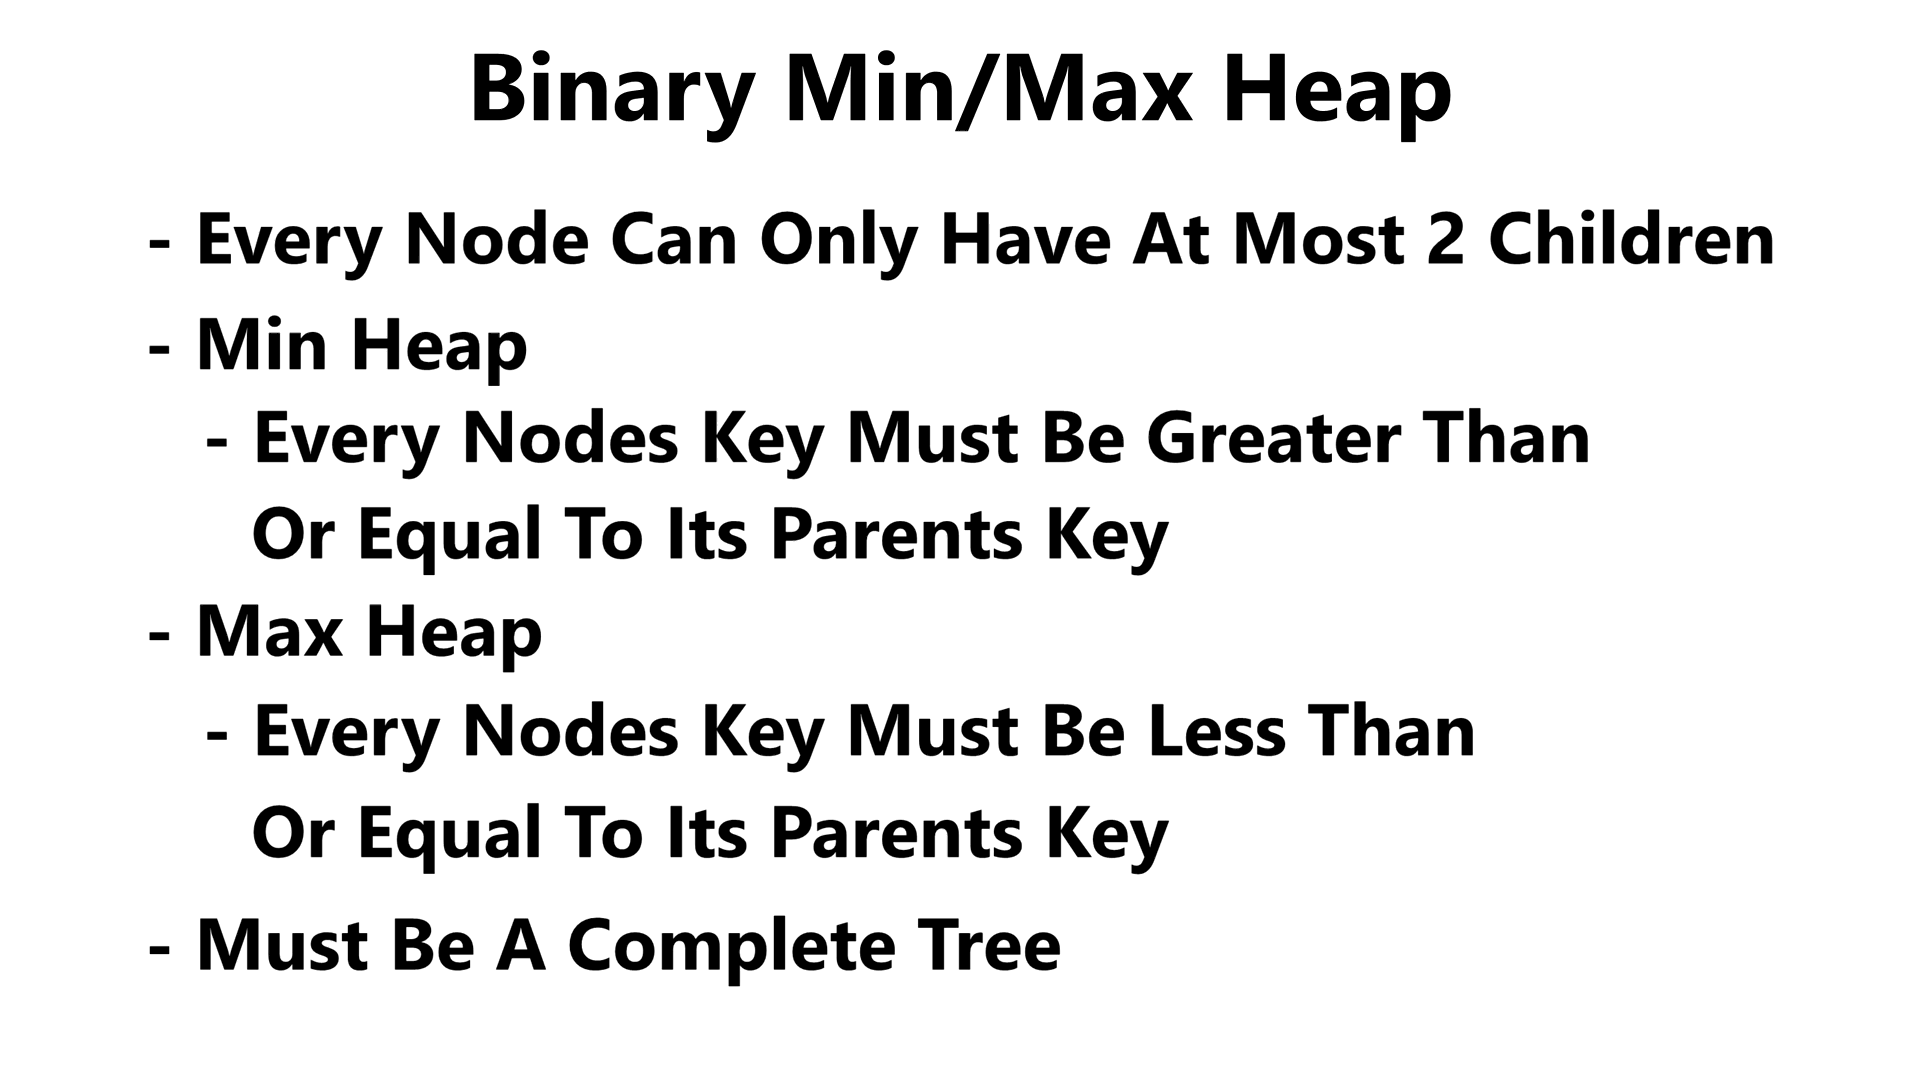 Binary Min/Max Heap
- Every Node Can Only Have At Most 2 Children
- Min Heap
- Every Nodes Key Must Be Greater Than
Or Equal To Its Parents Key
- Max Heap
- Every Nodes Key Must Be Less Than
Or Equal To Its Parents Key
- Must Be A Complete Tree